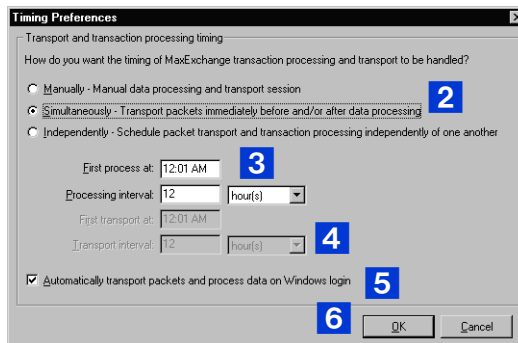 Timing Preferences
Transport and transaction processing timing
How do you want the timing of MaxExchange transaction processing and transport to be handled?
Manually - Manual data processing and transport session
2
Simultaneously - Transport packets immediately before and/or after data processing
Independently - Schedule packet transport and transaction processing independently of one another
First process at: 12:01 AM 3
Processing interval: 12 hour(s)
First transport at: 12:01 AM
Transport interval: 12 hour(s) 4
Automatically transport packets and process data on Windows login 5
6 OK Cancel